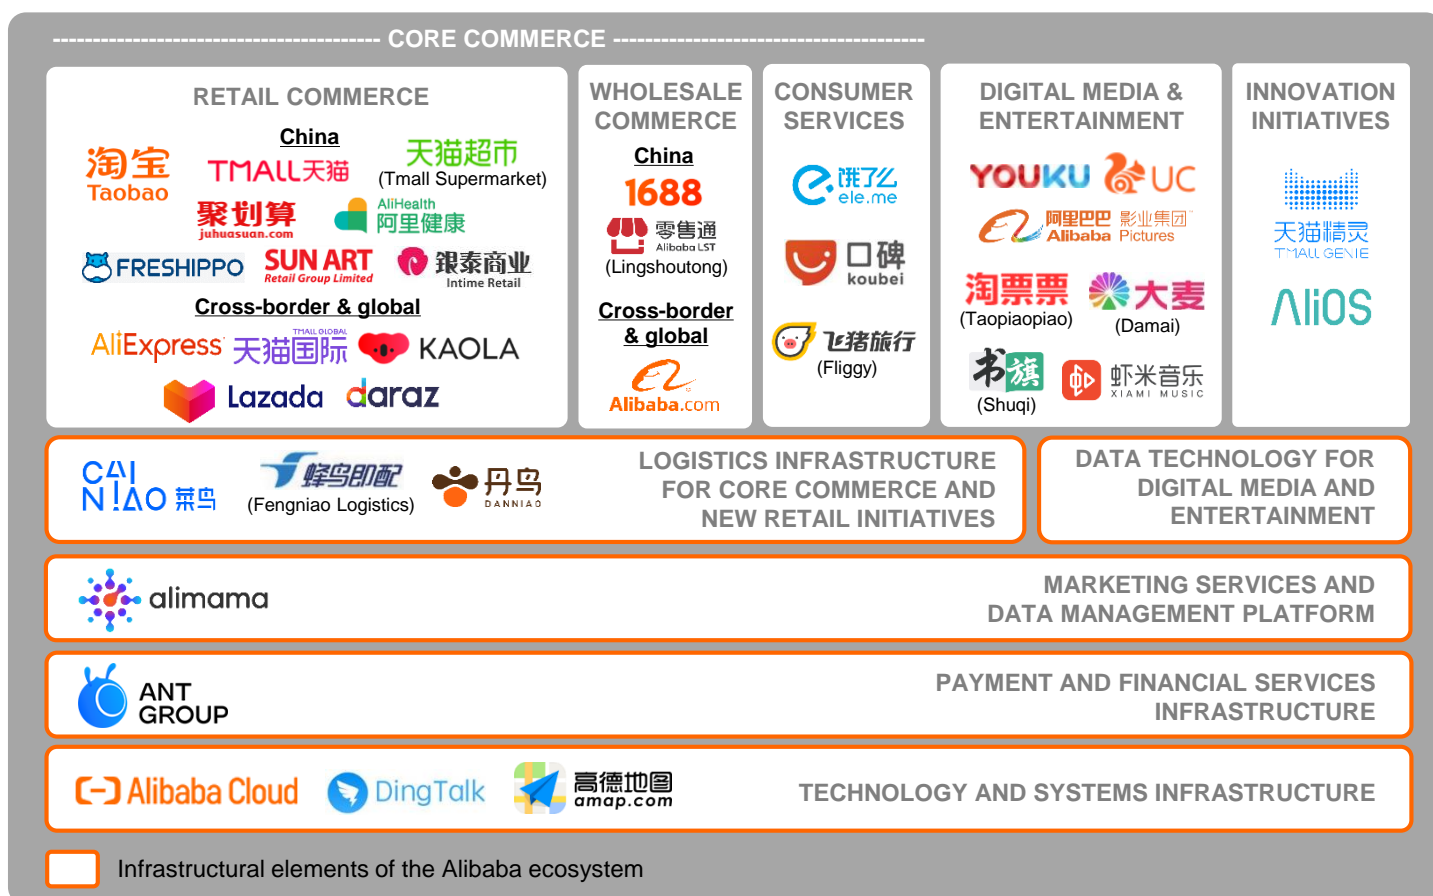 CORE COMMERCE
RETAIL COMMERCE
China
淘宝
Taobao
TMALL天猫
天猫超市
(Tmall Supermarket)
聚划算
juhuasuan.com
AliHealth
阿里健康
FRESHIPPO
SUN ART
Retail Group Limited
银泰商业
Intime Retail
Cross-border & global
AliExpress
TMALL GLOBAL
天猫国际
KAOLA
Lazada
daraz
WHOLESALE
COMMERCE
China
1688
零售通
Alibaba LST
(Lingshoutong)
Cross-border
& global
Alibaba.com
CONSUMER
SERVICES
饿了么
ele.me
口碑
koubei
飞猪旅行
(Fliggy)
DIGITAL MEDIA &
ENTERTAINMENT
YOUKU
UC
阿里巴巴 影业集团
Alibaba Pictures
淘票票
(Taopiaopiao)
大麦
(Damai)
书旗
(Shuqi)
虾米音乐
XIAMI MUSIC
INNOVATION
INITIATIVES
天猫精灵
TMALL GENIE
AliOS
CAI
NIAO 菜鸟
蜂鸟即配
(Fengniao Logistics)
丹鸟
DANNIAO
LOGISTICS INFRASTRUCTURE
FOR CORE COMMERCE AND
NEW RETAIL INITIATIVES
DATA TECHNOLOGY FOR
DIGITAL MEDIA AND
ENTERTAINMENT
alimama
MARKETING SERVICES AND
DATA MANAGEMENT PLATFORM
ANT
GROUP
PAYMENT AND FINANCIAL SERVICES
INFRASTRUCTURE
Alibaba Cloud
DingTalk
高德地图
amap.com
TECHNOLOGY AND SYSTEMS INFRASTRUCTURE
Infrastructural elements of the Alibaba ecosystem